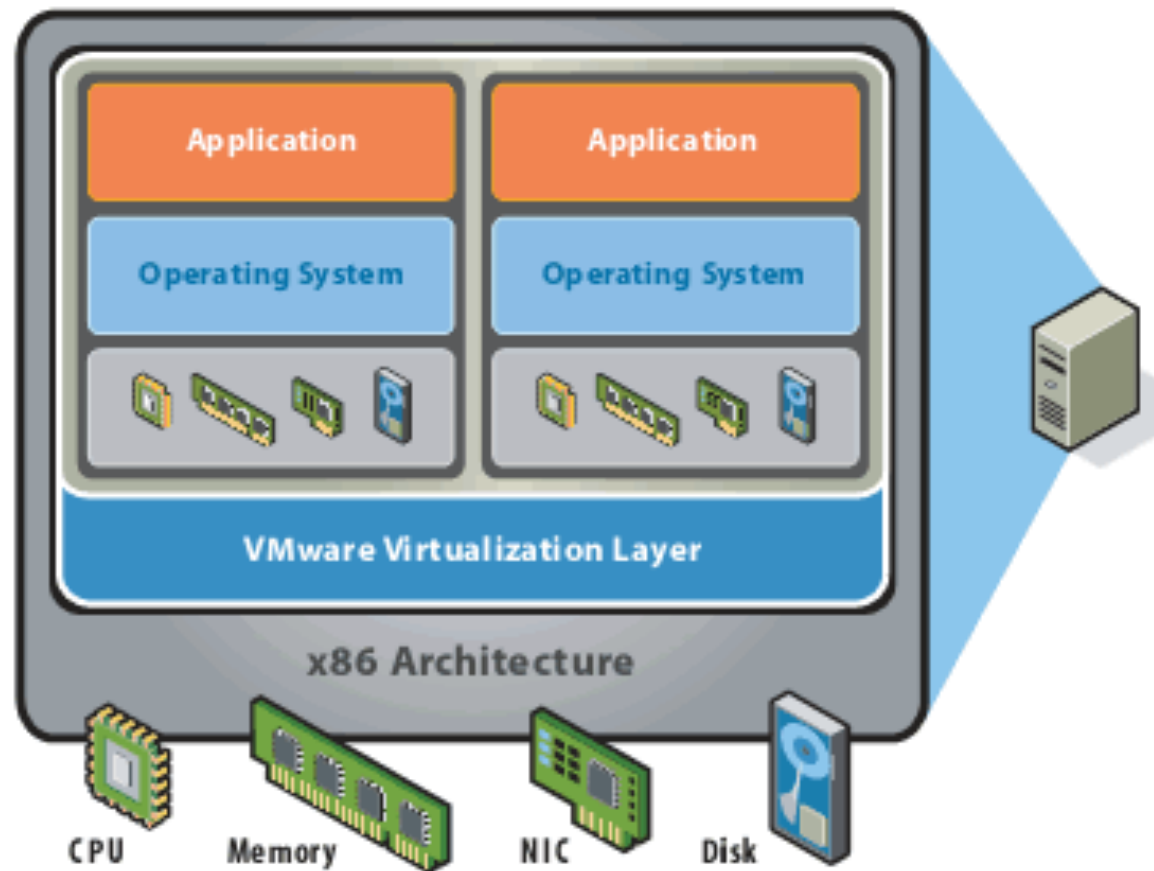 Application
Application
Operating System
Operating System
VMware Virtualization Layer
x86 Architecture
CPU
Memory
NIC
Disk